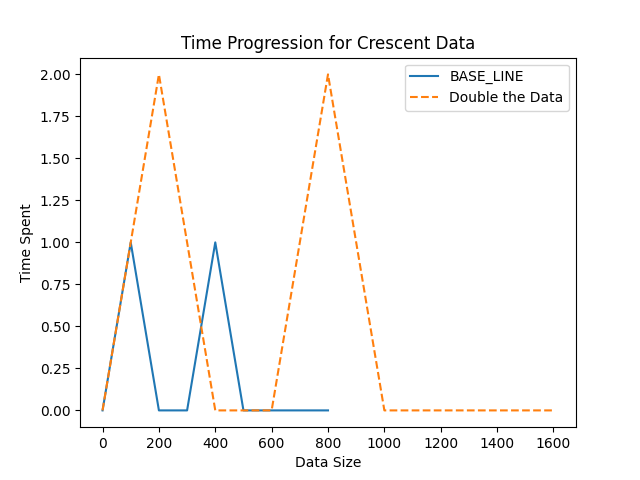 Time Progression for Crescent Data
BASE_LINE
Double the Data
Time Spent
2.00
1.75
1.50
1.25
1.00
0.75
0.50
0.25
0.00
0 200 400 600 800 1000 1200 1400 1600
Data Size